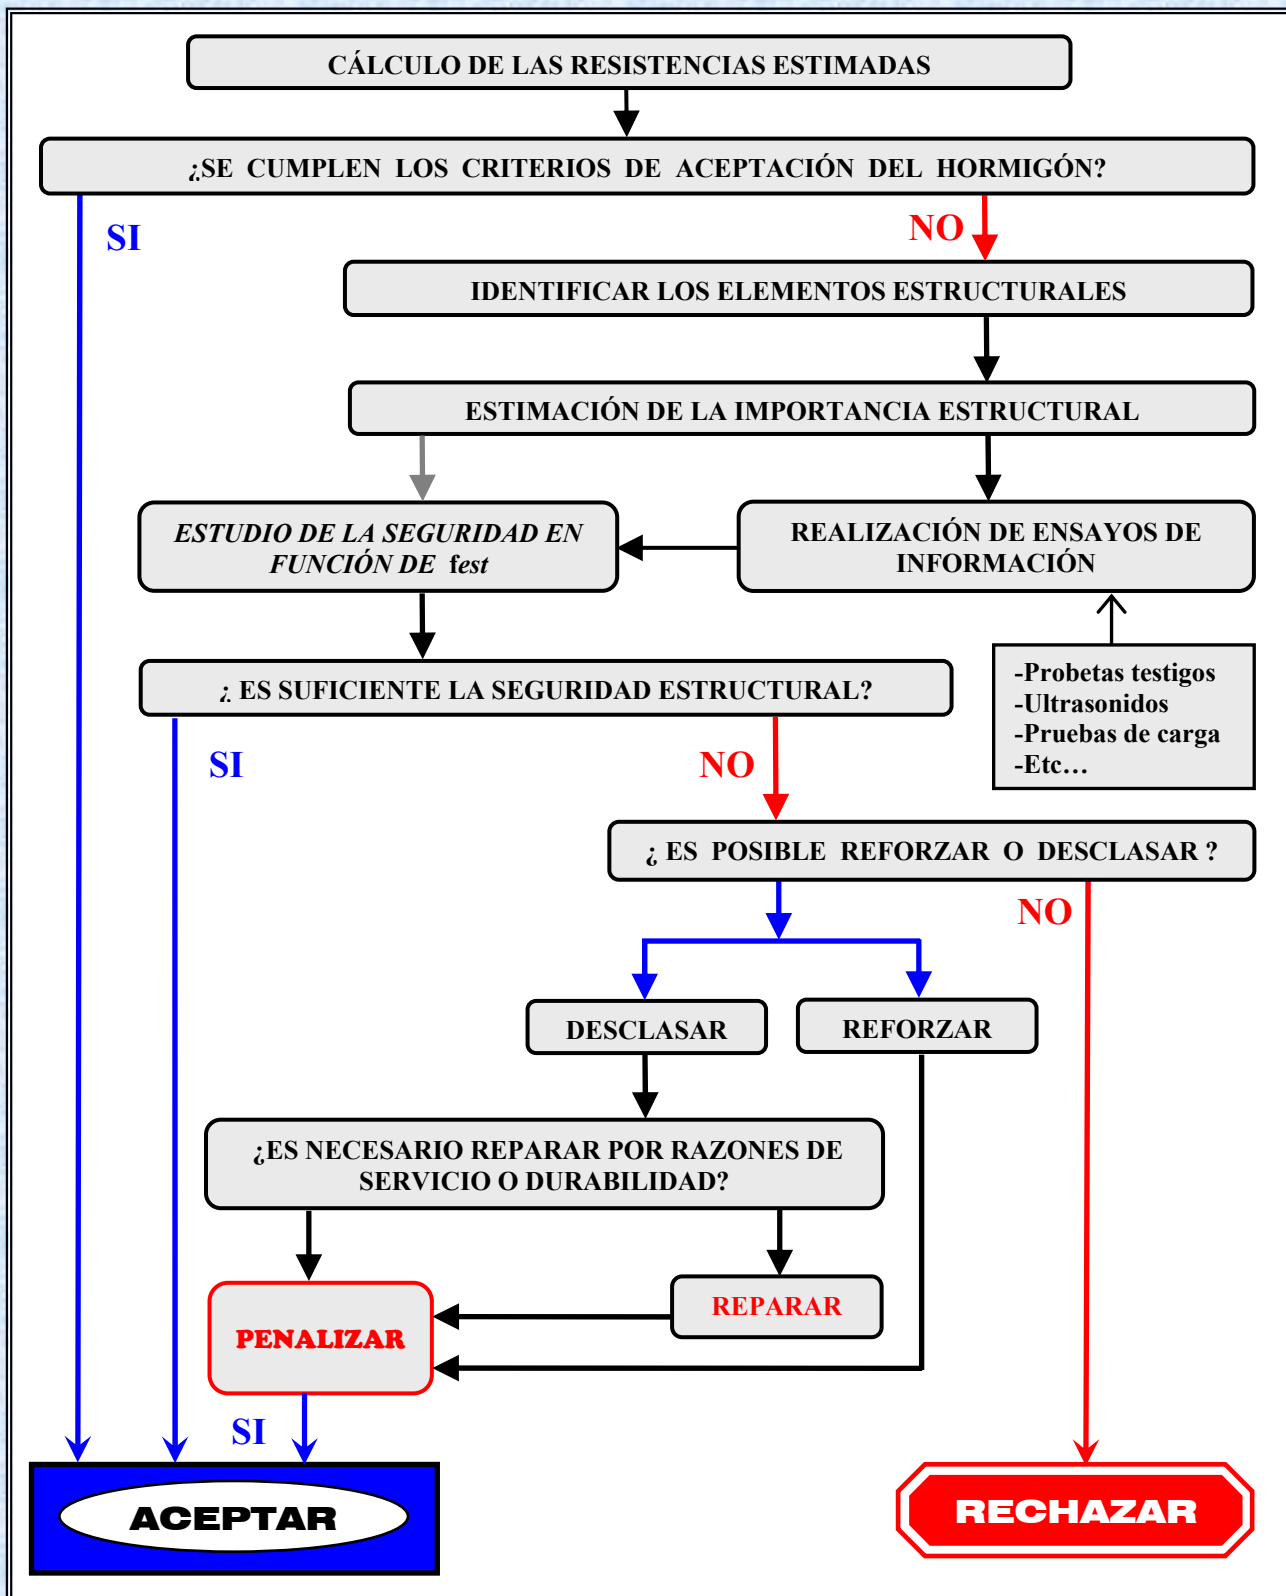 CÁLCULO DE LAS RESISTENCIAS ESTIMADAS
¿SE CUMPLEN LOS CRITERIOS DE ACEPTACIÓN DEL HORMIGÓN?
SI
NO
IDENTIFICAR LOS ELEMENTOS ESTRUCTURALES
ESTIMACIÓN DE LA IMPORTANCIA ESTRUCTURAL
ESTUDIO DE LA SEGURIDAD EN
FUNCIÓN DE fest
REALIZACIÓN DE ENSAYOS DE
INFORMACIÓN
-Probetas testigos
-Ultrasonidos
-Pruebas de carga
-Etc…
¿ ES SUFICIENTE LA SEGURIDAD ESTRUCTURAL?
SI
NO
¿ ES POSIBLE REFORZAR O DESCLASAR ?
NO
DESCLASAR
REFORZAR
¿ES NECESARIO REPARAR POR RAZONES DE
SERVICIO O DURABILIDAD?
REPARAR
PENALIZAR
SI
ACEPTAR
RECHAZAR